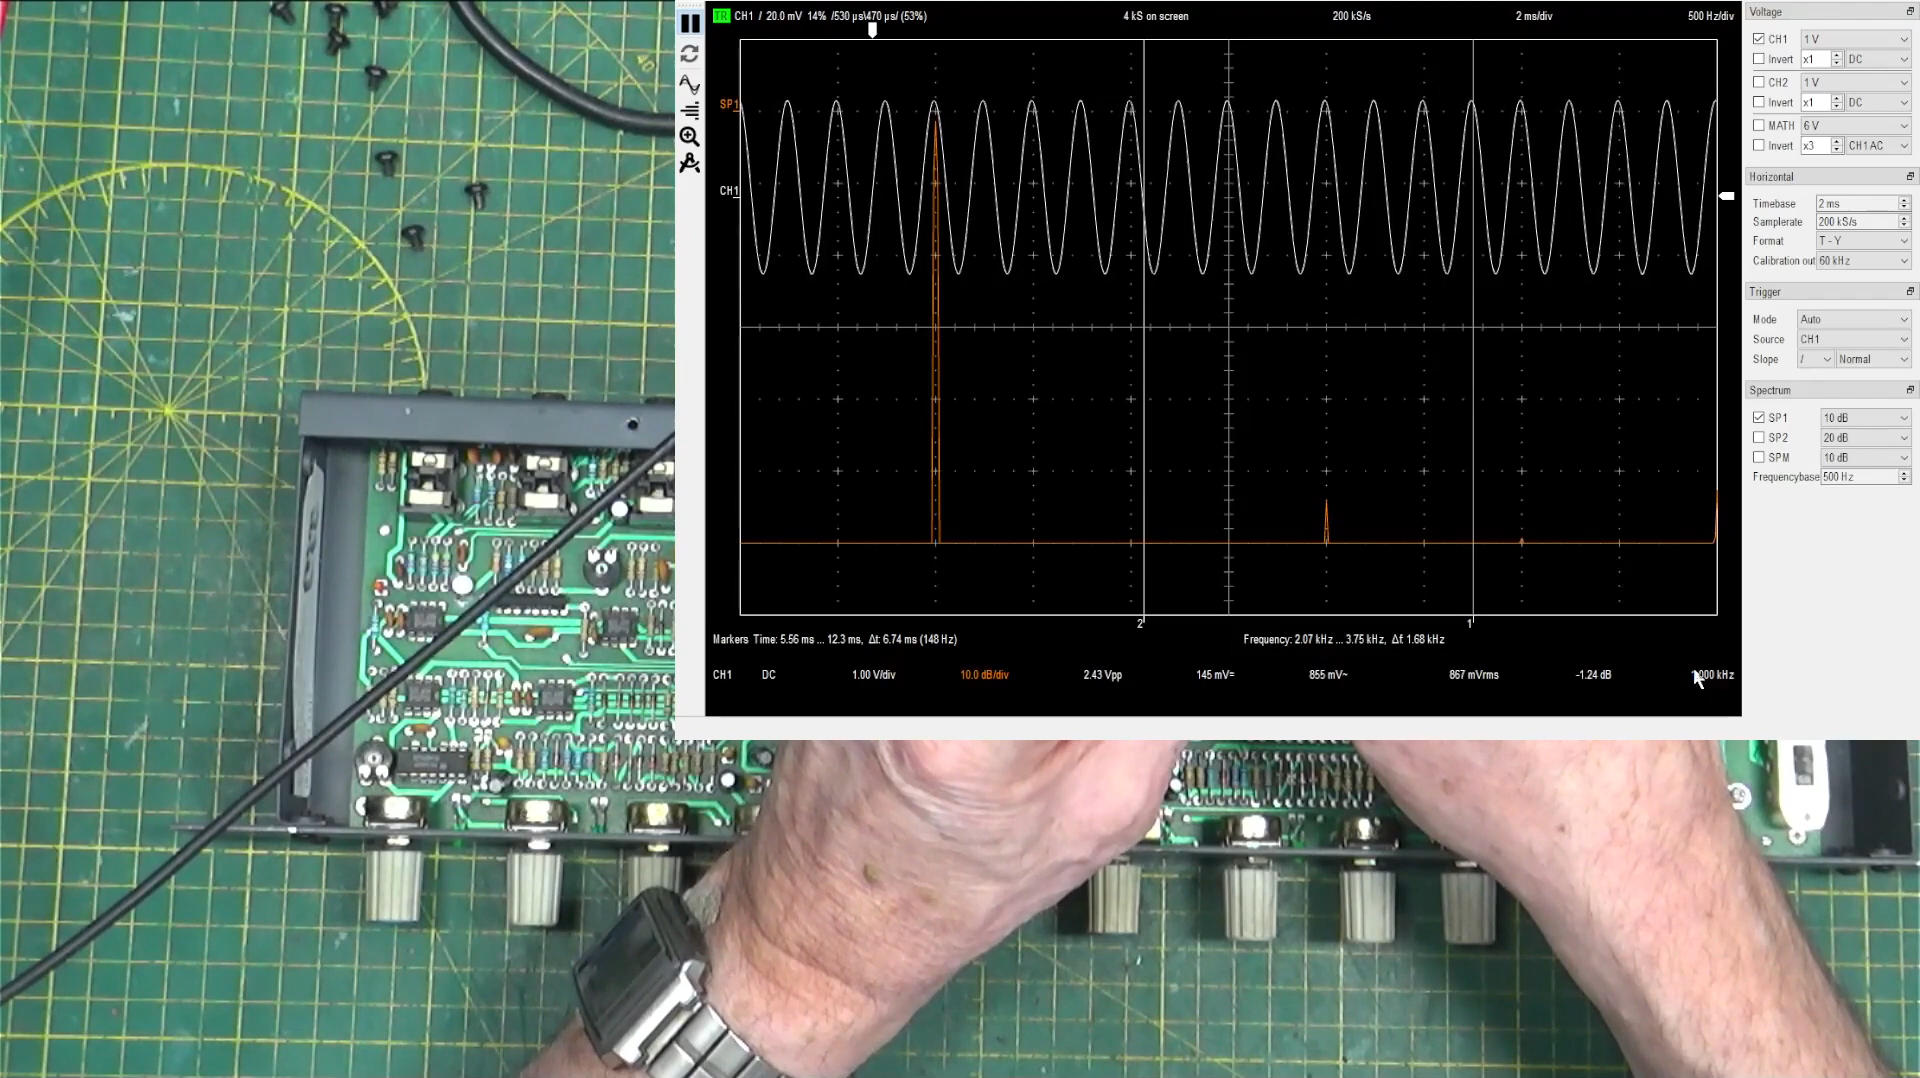 TR CH1 / 20.0 mV 14% /530 µs\470 µs/ (53%) 4 kS on screen 200 kS/s 2 ms/div 500 Hz/div
SP1
CH1
2 1
Markers Time: 5.56 ms ... 12.3 ms, Δt: 6.74 ms (148 Hz) Frequency: 2.07 kHz ... 3.75 kHz, Δf: 1.68 kHz
CH1 DC 1.00 V/div 10.0 dB/div 2.43 Vpp 145 mV= 855 mV~ 867 mVrms -1.24 dB kHz
Voltage
CH1 1 V
Invert x1 DC
CH2 1 V
Invert x1 DC
MATH 6 V
Invert x3 CH1 AC
Horizontal
Timebase 2 ms
Samplerate 200 kS/s
Format T - Y
Calibration out 60 kHz
Trigger
Mode Auto
Source CH1
Slope / Normal
Spectrum
SP1 10 dB
SP2 20 dB
SPM 10 dB
Frequencybase 500 Hz